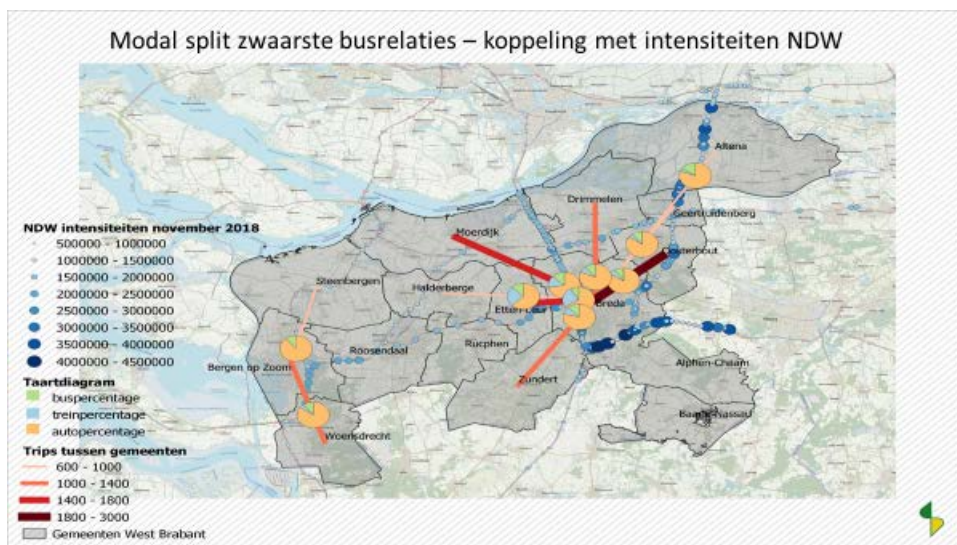 Modal split zwaarste busrelaties – koppeling met intensiteiten NDW
Altena
Drimmelen
Geertruidenberg
Moerdijk
Oosterhout
Steenbergen
Halderberge
Etten-Leur
Breda
Roosendaal
Rucphen
Bergen op Zoom
Alphen-Chaam
Zundert
Baarle-Nassau
Woensdrecht
NDW intensiteiten november 2018
500000 - 1000000
1000000 - 1500000
1500000 - 2000000
2000000 - 2500000
2500000 - 3000000
3000000 - 3500000
3500000 - 4000000
4000000 - 4500000
Taartdiagram
buspercentage
treinpercentage
autopercentage
Trips tussen gemeenten
600 - 1000
1000 - 1400
1400 - 1800
1800 - 3000
Gemeenten West Brabant